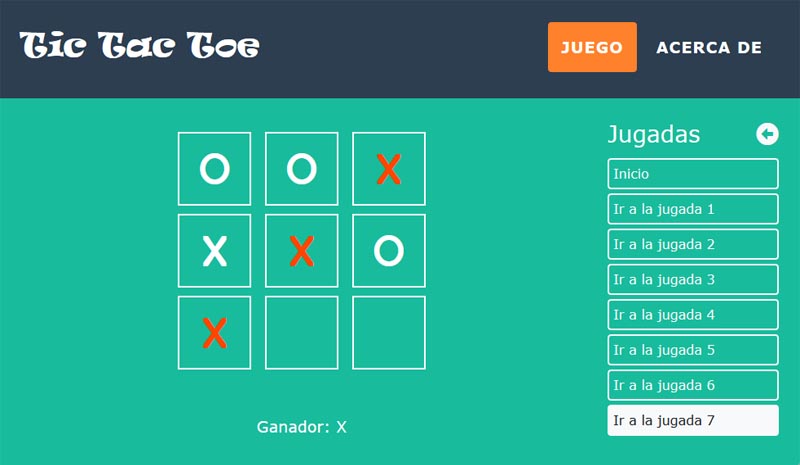 Tic Tac Toe
JUEGO
ACERCA DE
O O X
X X O
X
Ganador: X
Jugadas
Inicio
Ir a la jugada 1
Ir a la jugada 2
Ir a la jugada 3
Ir a la jugada 4
Ir a la jugada 5
Ir a la jugada 6
Ir a la jugada 7